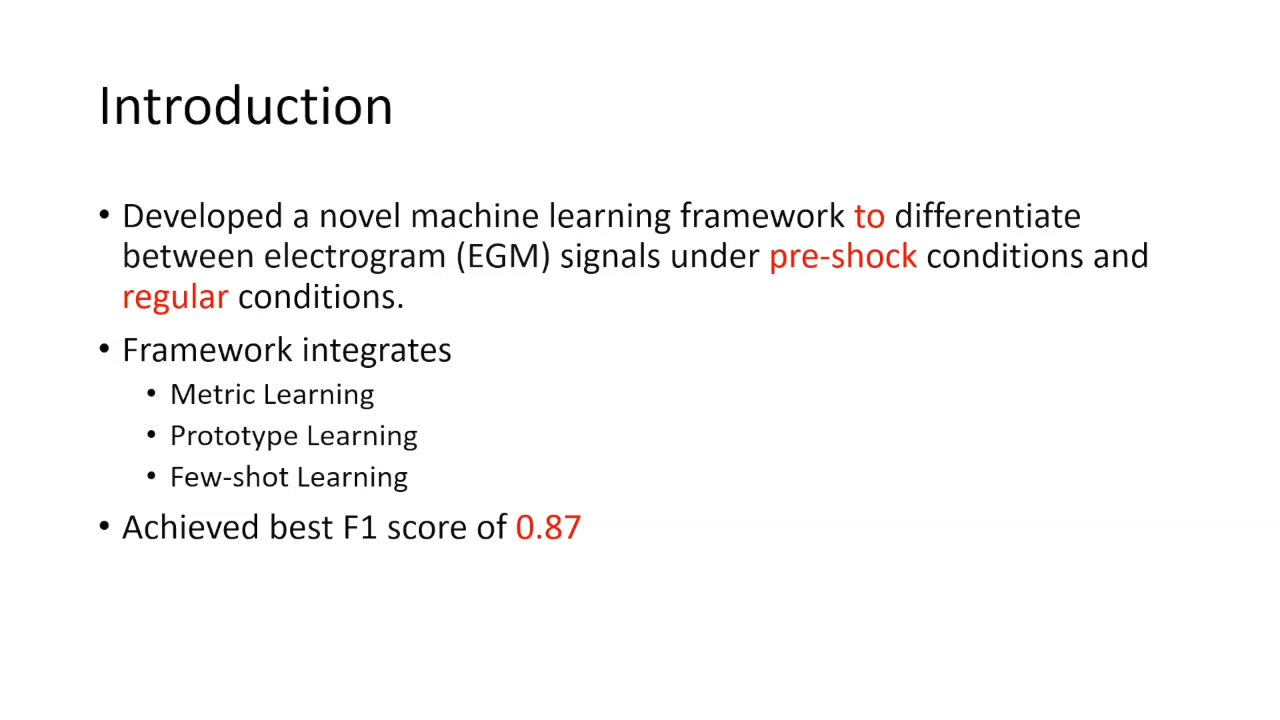 Introduction
• Developed a novel machine learning framework to differentiate
between electrogram (EGM) signals under pre-shock conditions and
regular conditions.
• Framework integrates
• Metric Learning
• Prototype Learning
• Few-shot Learning
• Achieved best F1 score of 0.87